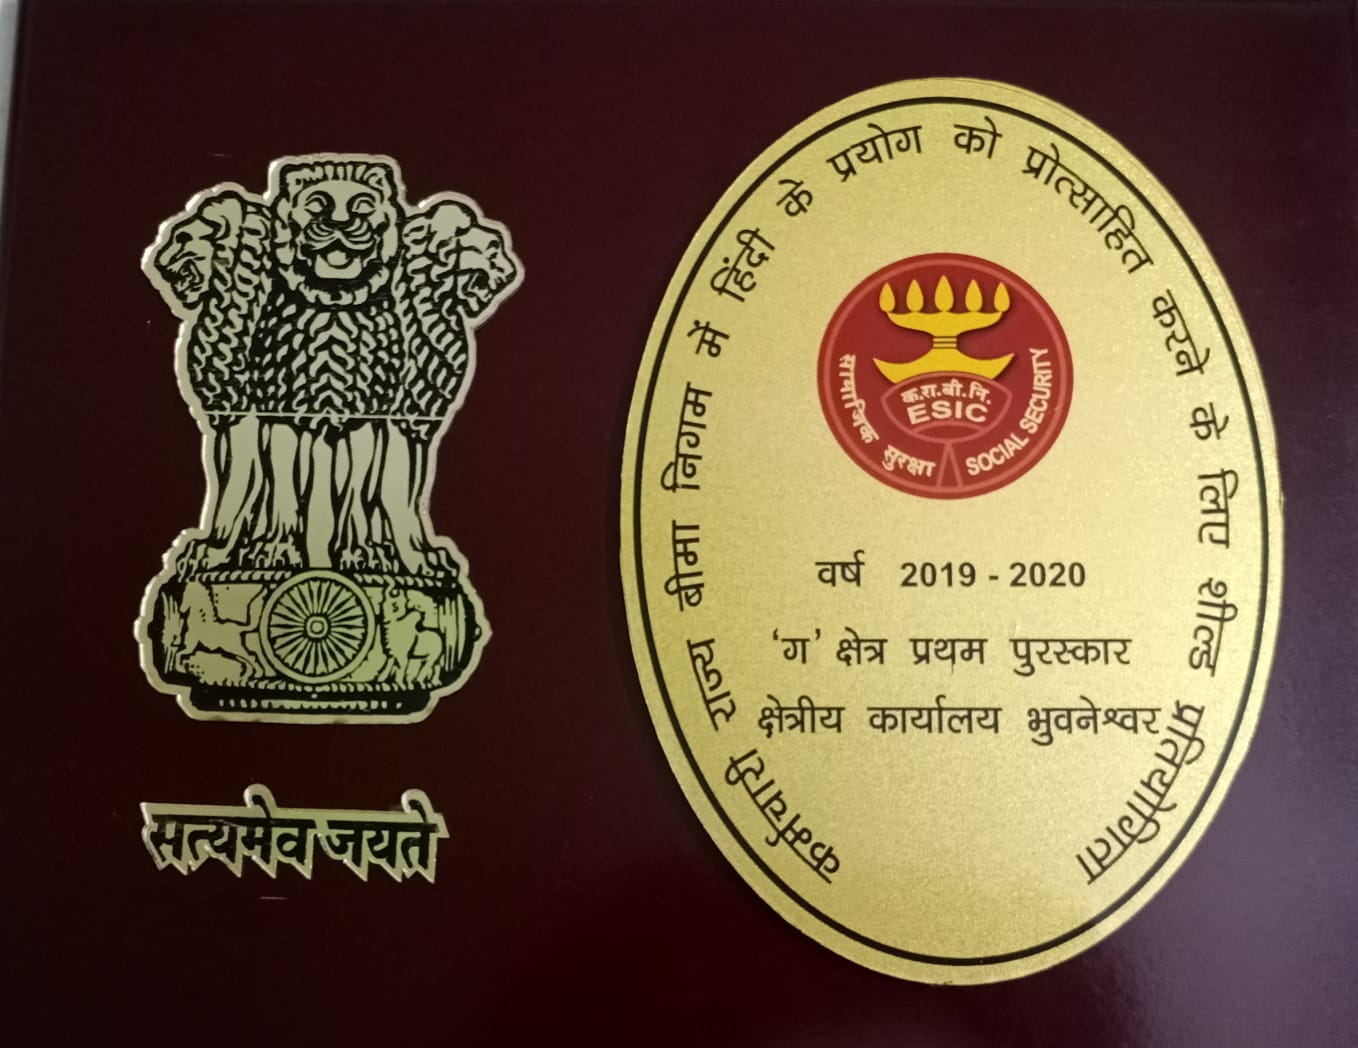 सत्यमेव जयते
कर्मचारी राज्य बीमा निगम में हिंदी के प्रयोग को प्रोत्साहित करने के लिए शील्ड प्रतियोगिता
क.रा.बी.नि.
ESIC
सामाजिक सुरक्षा
SOCIAL SECURITY
वर्ष 2019 - 2020
‘ग’ क्षेत्र प्रथम पुरस्कार
क्षेत्रीय कार्यालय भुवनेश्वर